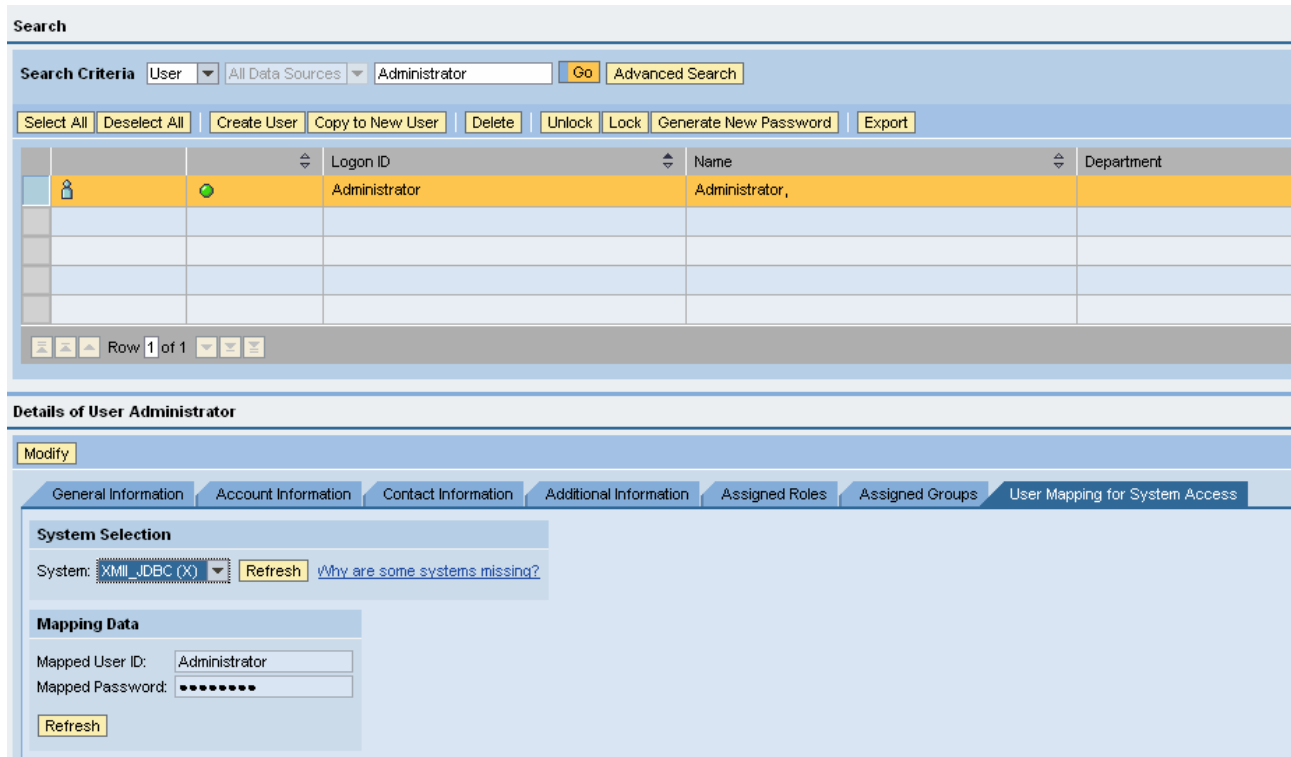 Search
Search Criteria User All Data Sources Administrator Go Advanced Search
Select All Deselect All Create User Copy to New User Delete Unlock Lock Generate New Password Export
Logon ID Name Department
Administrator Administrator,
Row 1 of 1
Details of User Administrator
Modify
General Information Account Information Contact Information Additional Information Assigned Roles Assigned Groups User Mapping for System Access
System Selection
System: XMII_JDBC (X) Refresh Why are some systems missing?
Mapping Data
Mapped User ID: Administrator
Mapped Password: ••••••••
Refresh